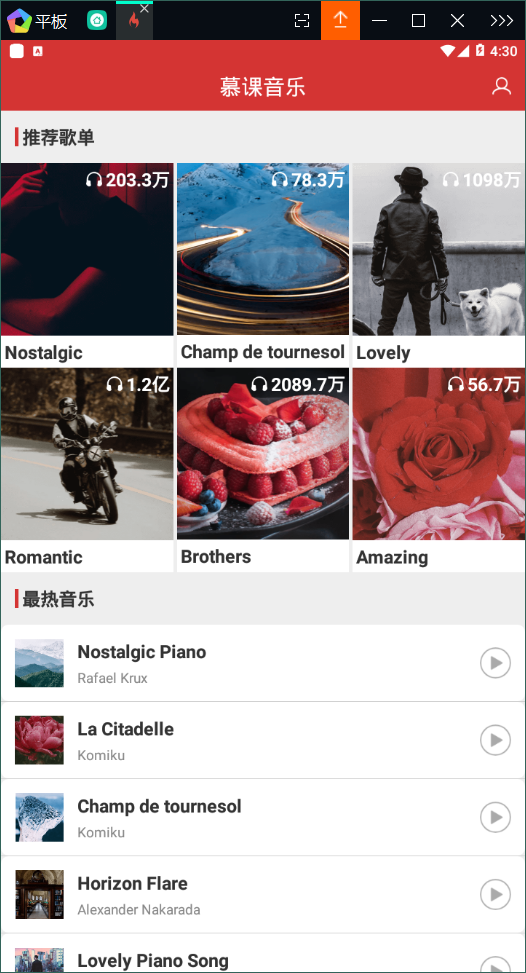 平板
4:30
慕课音乐
推荐歌单
203.3万
78.3万
1098万
Nostalgic
Champ de tournesol
Lovely
1.2亿
2089.7万
56.7万
Romantic
Brothers
Amazing
最热音乐
Nostalgic Piano
Rafael Krux
La Citadelle
Komiku
Champ de tournesol
Komiku
Horizon Flare
Alexander Nakarada
Lovely Piano Song